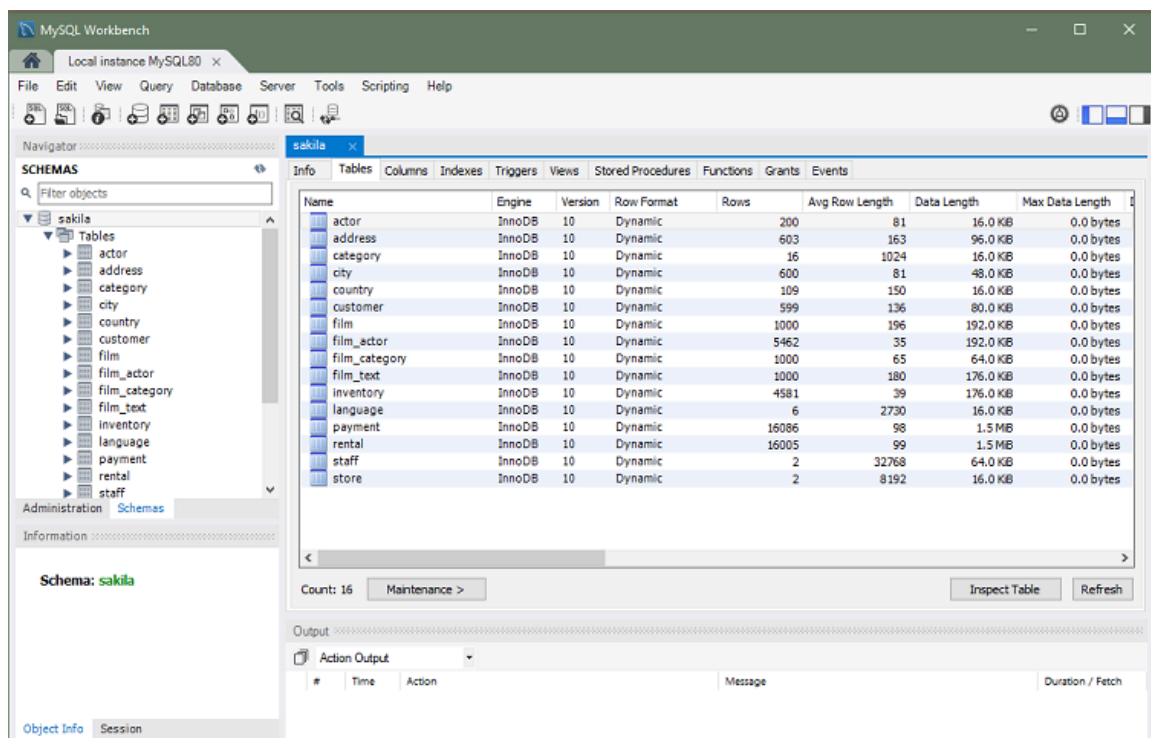 MySQL Workbench
Local instance MySQL80 ×
File Edit View Query Database Server Tools Scripting Help
Navigator
SCHEMAS
Filter objects
sakila
Tables
actor
address
category
city
country
customer
film
film_actor
film_category
film_text
inventory
language
payment
rental
staff
Administration Schemas
Information
Schema: sakila
Object Info Session
sakila ×
Info Tables Columns Indexes Triggers Views Stored Procedures Functions Grants Events
Name Engine Version Row Format Rows Avg Row Length Data Length Max Data Length
actor InnoDB 10 Dynamic 200 81 16.0 KiB 0.0 bytes
address InnoDB 10 Dynamic 603 163 96.0 KiB 0.0 bytes
category InnoDB 10 Dynamic 16 1024 16.0 KiB 0.0 bytes
city InnoDB 10 Dynamic 600 81 48.0 KiB 0.0 bytes
country InnoDB 10 Dynamic 109 150 16.0 KiB 0.0 bytes
customer InnoDB 10 Dynamic 599 136 80.0 KiB 0.0 bytes
film InnoDB 10 Dynamic 1000 196 192.0 KiB 0.0 bytes
film_actor InnoDB 10 Dynamic 5462 35 192.0 KiB 0.0 bytes
film_category InnoDB 10 Dynamic 1000 65 64.0 KiB 0.0 bytes
film_text InnoDB 10 Dynamic 1000 180 176.0 KiB 0.0 bytes
inventory InnoDB 10 Dynamic 4581 39 176.0 KiB 0.0 bytes
language InnoDB 10 Dynamic 6 2730 16.0 KiB 0.0 bytes
payment InnoDB 10 Dynamic 16086 98 1.5 MiB 0.0 bytes
rental InnoDB 10 Dynamic 16005 99 1.5 MiB 0.0 bytes
staff InnoDB 10 Dynamic 2 32768 64.0 KiB 0.0 bytes
store InnoDB 10 Dynamic 2 8192 16.0 KiB 0.0 bytes
Count: 16 Maintenance > Inspect Table Refresh
Output
Action Output
# Time Action Message Duration / Fetch